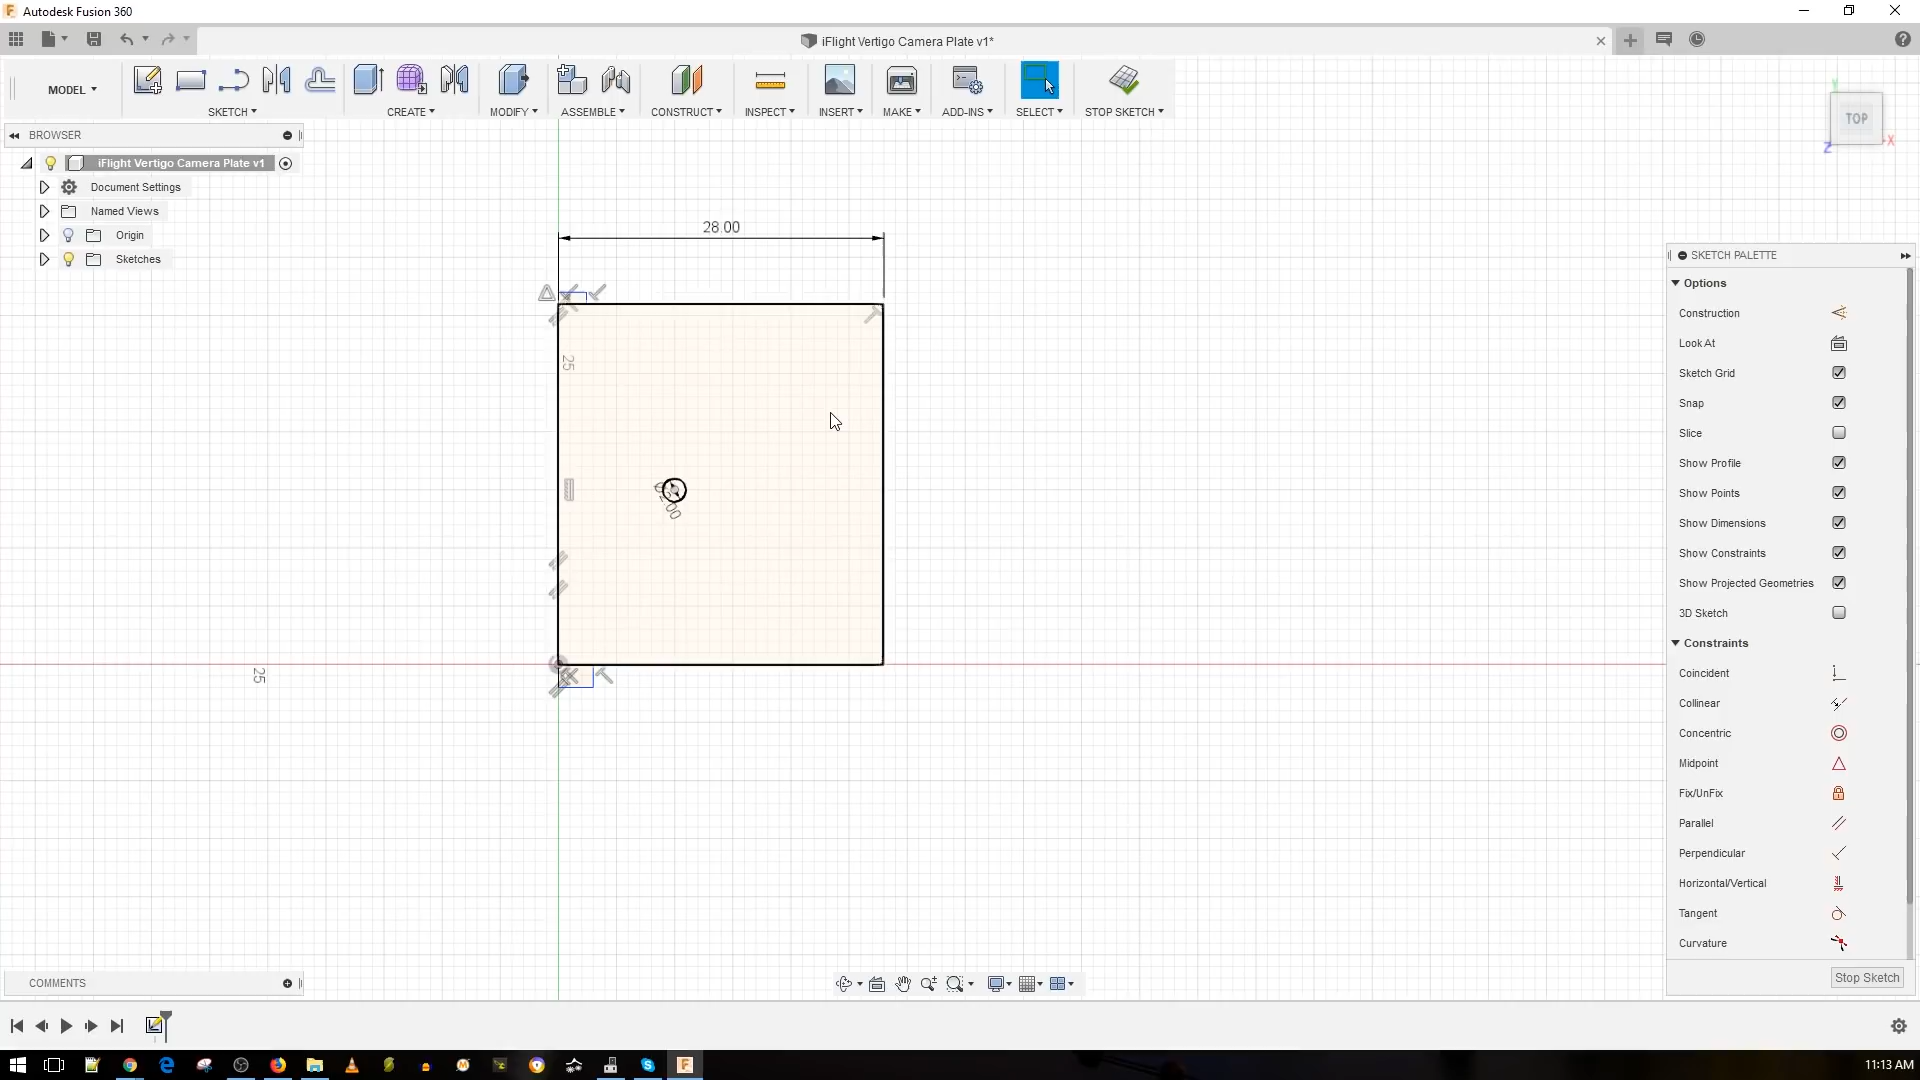 Autodesk Fusion 360
iFlight Vertigo Camera Plate v1*
MODEL
SKETCH
CREATE
MODIFY
ASSEMBLE
CONSTRUCT
INSPECT
INSERT
MAKE
ADD-INS
SELECT
STOP SKETCH
BROWSER
iFlight Vertigo Camera Plate v1
Document Settings
Named Views
Origin
Sketches
TOP
Y
X
Z
28.00
25
25
SKETCH PALETTE
Options
Construction
Look At
Sketch Grid
Snap
Slice
Show Profile
Show Points
Show Dimensions
Show Constraints
Show Projected Geometries
3D Sketch
Constraints
Coincident
Collinear
Concentric
Midpoint
Fix/UnFix
Parallel
Perpendicular
Horizontal/Vertical
Tangent
Curvature
Stop Sketch
COMMENTS
11:13 AM